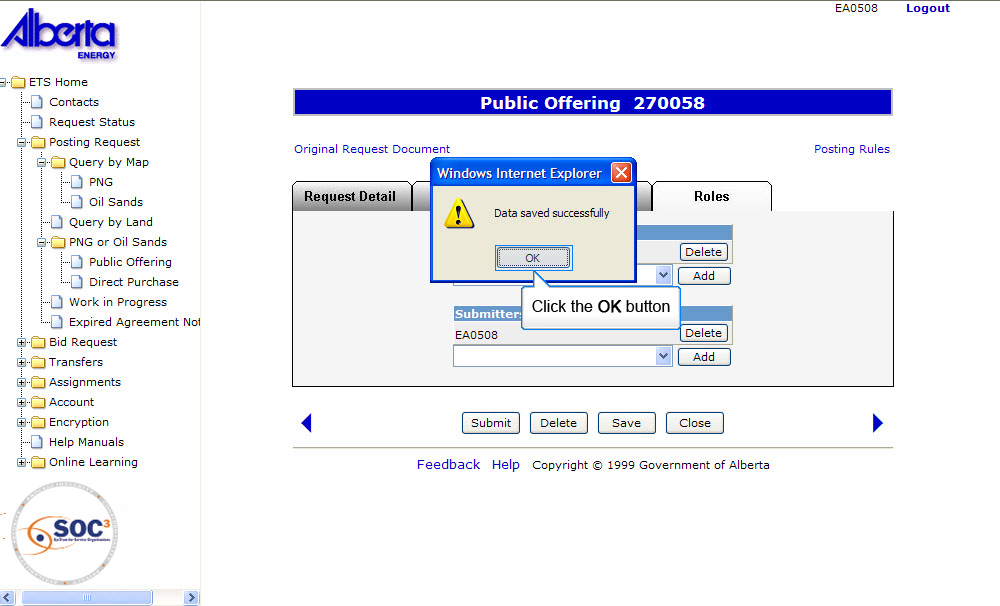 EA0508 Logout
Alberta
ENERGY
ETS Home
Contacts
Request Status
Posting Request
Query by Map
PNG
Oil Sands
Query by Land
PNG or Oil Sands
Public Offering
Direct Purchase
Work in Progress
Expired Agreement Not
Bid Request
Transfers
Assignments
Account
Encryption
Help Manuals
Online Learning
SOC3
Public Offering 270058
Original Request Document Posting Rules
Request Detail Roles
Windows Internet Explorer
Data saved successfully
OK
Click the OK button
Delete
Add
Submitter
EA0508 Delete
Add
Submit Delete Save Close
Feedback Help Copyright © 1999 Government of Alberta